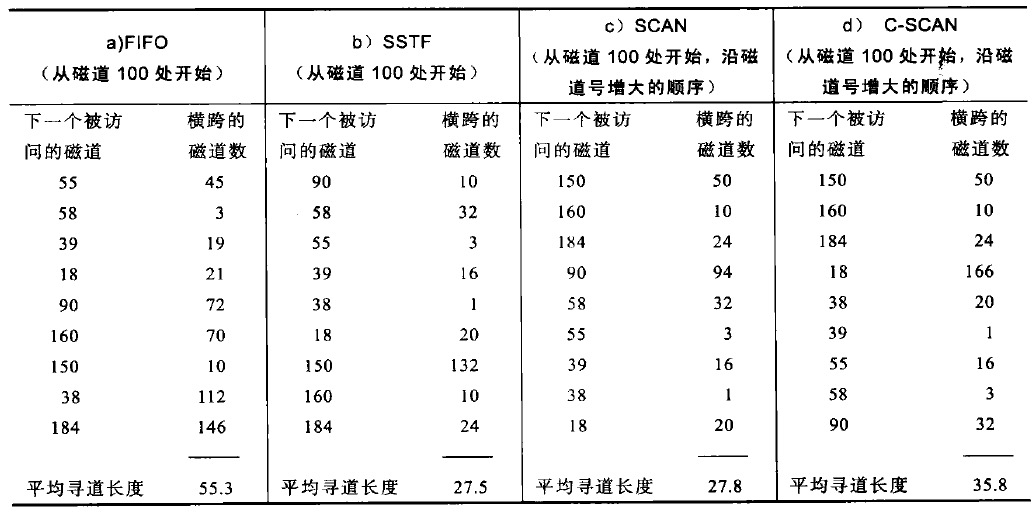 a)FIFO b) SSTF c) SCAN d) C-SCAN
(从磁道 100 处开始) (从磁道 100 处开始) (从磁道 100 处开始，沿磁道号增大的顺序) (从磁道 100 处开始，沿磁道号增大的顺序)
下一个被访 横跨的 下一个被访 横跨的 下一个被访 横跨的 下一个被访 横跨的
问的磁道 磁道数 问的磁道 磁道数 问的磁道 磁道数 问的磁道 磁道数
55 45 90 10 150 50 150 50
58 3 58 32 160 10 160 10
39 19 55 3 184 24 184 24
18 21 39 16 90 94 18 166
90 72 38 1 58 32 38 20
160 70 18 20 55 3 39 1
150 10 150 132 39 16 55 16
38 112 160 10 38 1 58 3
184 146 184 24 18 20 90 32
平均寻道长度 55.3 平均寻道长度 27.5 平均寻道长度 27.8 平均寻道长度 35.8